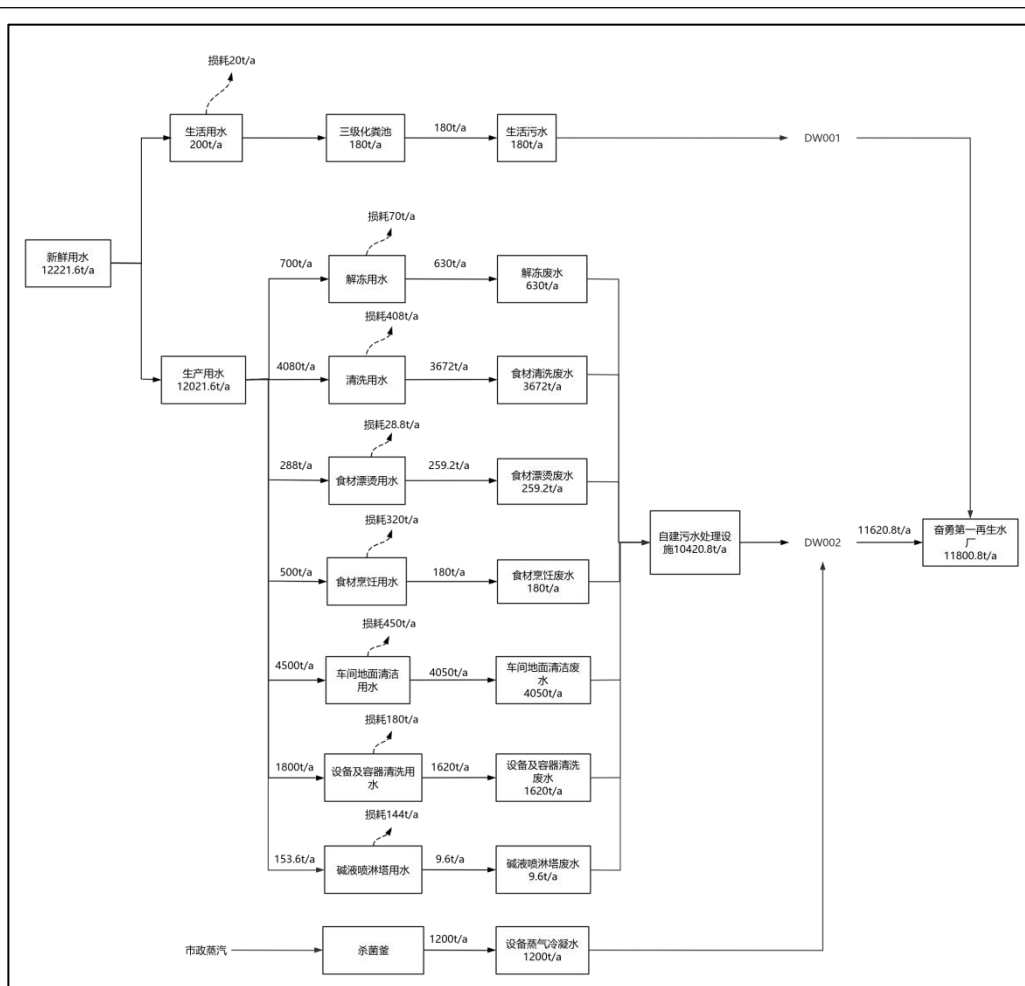 损耗20t/a
生活用水
200t/a
三级化粪池
180t/a
180t/a
生活污水
180t/a
DW001
新鲜用水
12221.6t/a
损耗70t/a
700t/a
解冻用水
630t/a
解冻废水
630t/a
生产用水
12021.6t/a
损耗408t/a
4080t/a
清洗用水
3672t/a
食材清洗废水
3672t/a
损耗28.8t/a
288t/a
食材漂烫用水
259.2t/a
食材漂烫废水
259.2t/a
损耗320t/a
500t/a
食材烹饪用水
180t/a
食材烹饪废水
180t/a
自建污水处理设
施10420.8t/a
DW002
11620.8t/a
奋勇第一再生水
厂
11800.8t/a
损耗450t/a
4500t/a
车间地面清洁
用水
4050t/a
车间地面清洁废
水
4050t/a
损耗180t/a
1800t/a
设备及容器清洗用
水
1620t/a
设备及容器清洗
废水
1620t/a
损耗144t/a
153.6t/a
碱液喷淋塔用水
9.6t/a
碱液喷淋塔废水
9.6t/a
市政蒸汽
杀菌釜
1200t/a
设备蒸气冷凝水
1200t/a